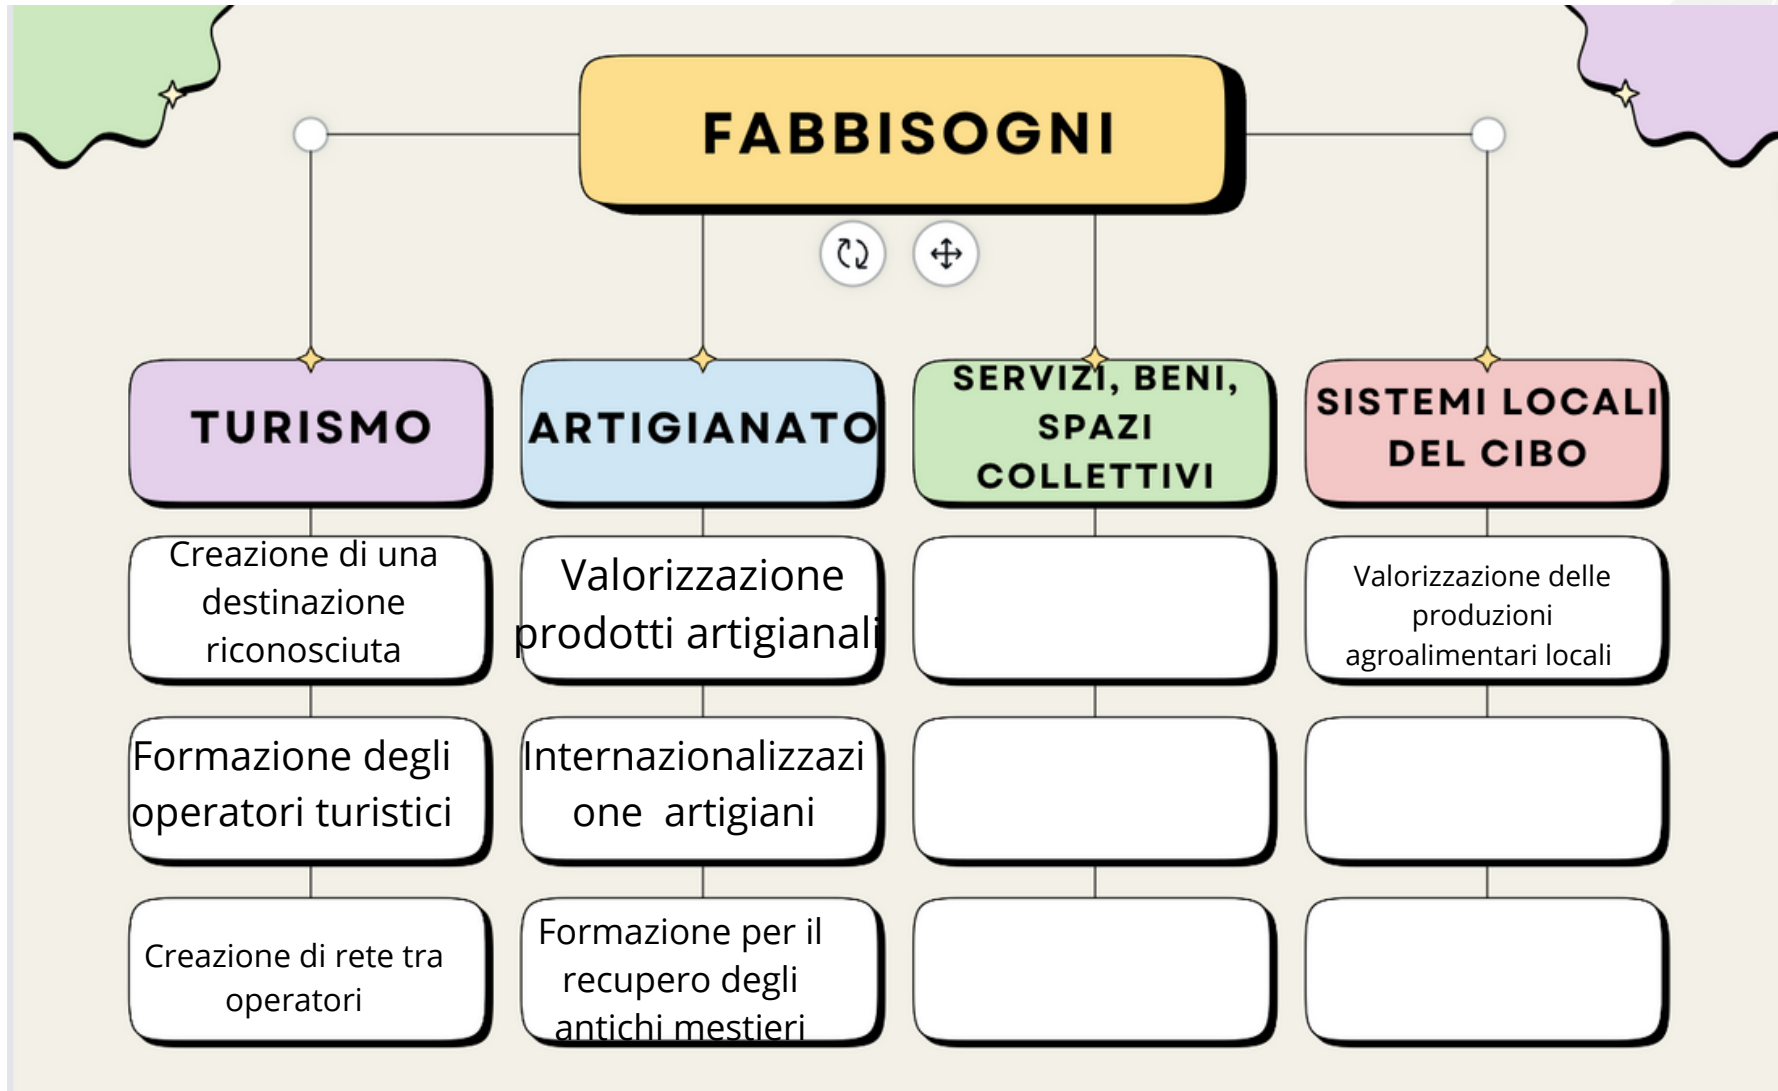 FABBISOGNI
TURISMO
Creazione di una
destinazione
riconosciuta
Formazione degli
operatori turistici
Creazione di rete tra
operatori
ARTIGIANATO
Valorizzazione
prodotti artigianali
Internazionalizzazi
one  artigiani
Formazione per il
recupero degli
antichi mestieri
SERVIZI, BENI,
SPAZI
COLLETTIVI
SISTEMI LOCALI
DEL CIBO
Valorizzazione delle
produzioni
agroalimentari locali